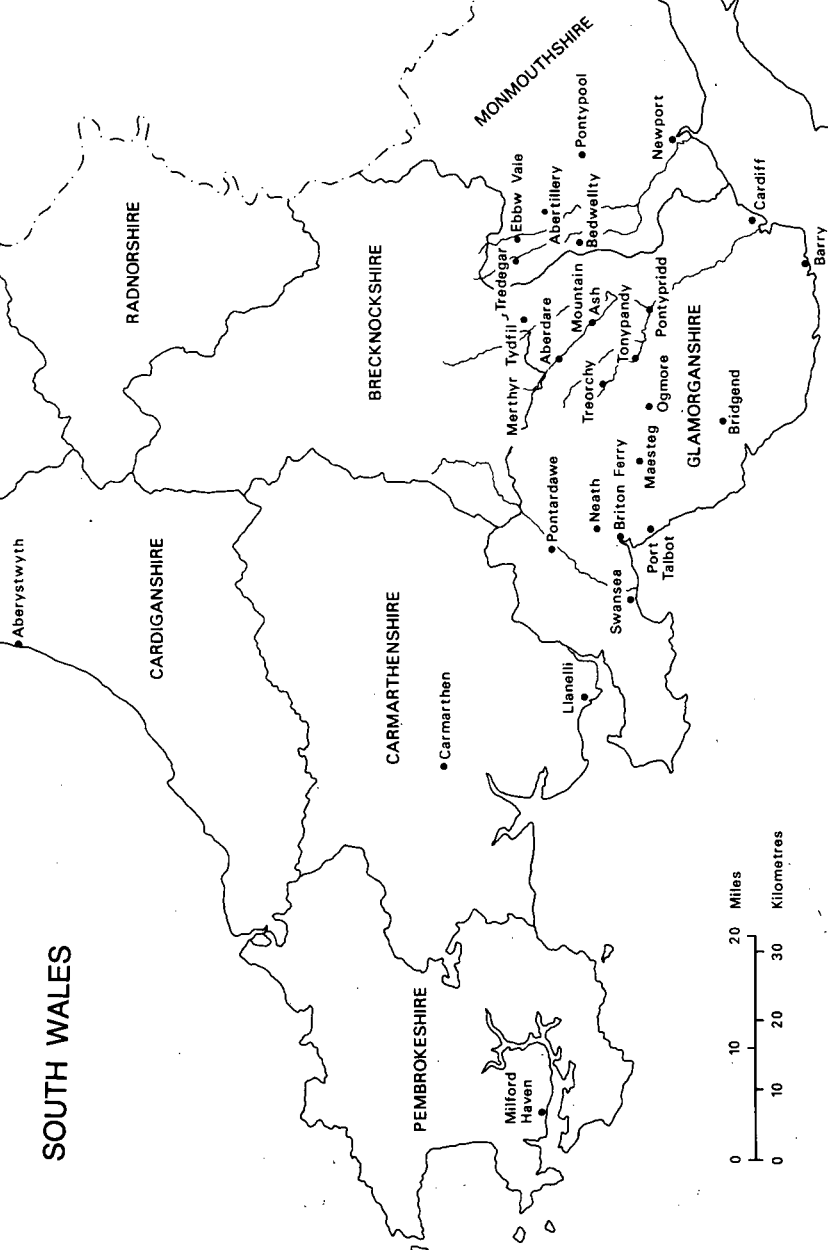 SOUTH WALES
Aberystwyth
RADNORSHIRE
CARDIGANSHIRE
BRECKNOCKSHIRE
CARMARTHENSHIRE
Carmarthen
PEMBROKESHIRE
Milford
Haven
MONMOUTHSHIRE
Merthyr Tydfil
Tredegar
Ebbw Vale
Aberdare
Abertillery
Pontypool
Mountain
Ash
Bedwellty
Pontardawe
Neath
Treorchy
Tonypandy
Llanelli
Swansea
Briton Ferry
Port
Talbot
Maesteg
Ogmore
Pontypridd
Newport
GLAMORGANSHIRE
Bridgend
Cardiff
Barry
0 10 20 Miles
0 10 20 30 Kilometres